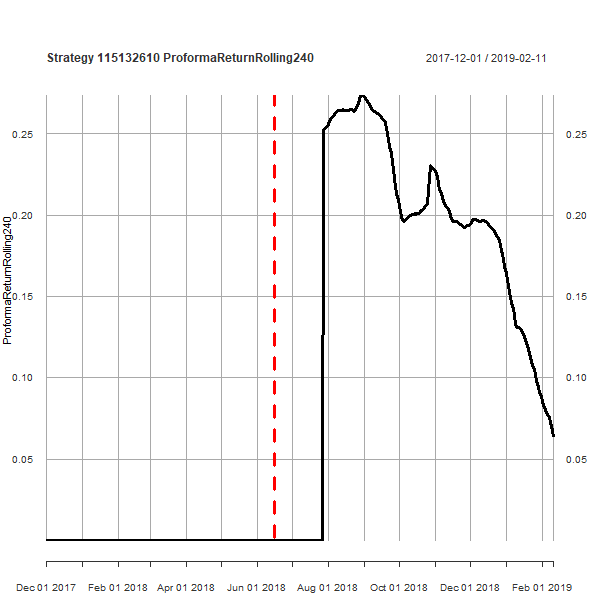 Strategy 115132610 ProformaReturnRolling240
2017-12-01 / 2019-02-11
ProformaReturnRolling240
0.25 0.25
0.20 0.20
0.15 0.15
0.10 0.10
0.05 0.05
Dec 01 2017 Feb 01 2018 Apr 01 2018 Jun 01 2018 Aug 01 2018 Oct 01 2018 Dec 01 2018 Feb 01 2019